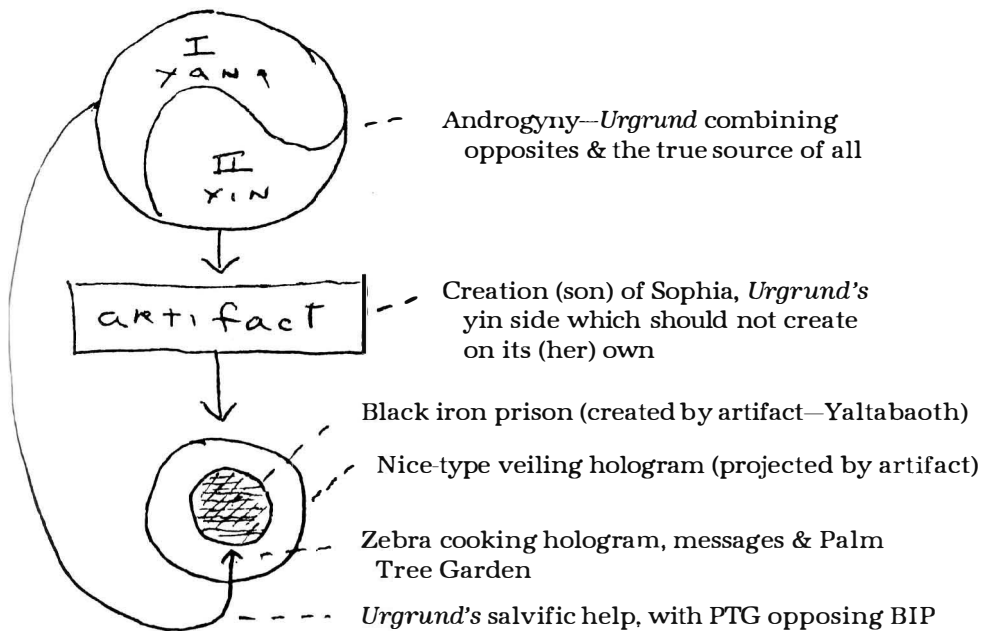 I
YANG
II
YIN
Androgyny—Urgrund combining
opposites & the true source of all
artifact
Creation (son) of Sophia, Urgrund's
yin side which should not create
on its (her) own
Black iron prison (created by artifact—Yaltabaoth)
Nice-type veiling hologram (projected by artifact)
Zebra cooking hologram, messages & Palm
Tree Garden
Urgrund's salvific help, with PTG opposing BIP